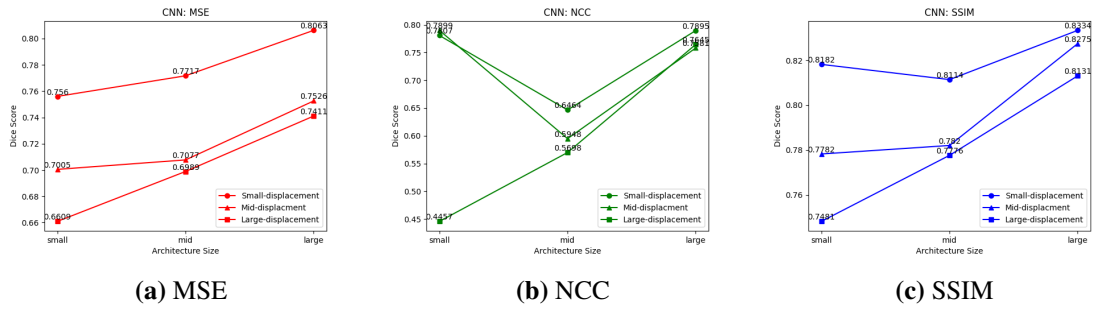 CNN: MSE
0.8063
0.80
0.7717
0.78
0.756
0.76
0.7526
0.7411
0.74
0.72
0.7077
0.7005
0.6989
0.70
0.68
0.6609
0.66
Dice Score
Small-displacement
Mid-displacment
Large-displacement
small
mid
large
Architecture Size
(a) MSE
CNN: NCC
0.80
0.7899
0.7807
0.7895
0.7645
0.7581
0.75
0.70
0.65
0.6464
0.60
0.5948
0.5698
0.55
0.50
0.45
0.4457
Dice Score
Small-displacement
Mid-displacment
Large-displacement
small
mid
large
Architecture Size
(b) NCC
CNN: SSIM
0.8334
0.8275
0.82
0.8182
0.8114
0.8131
0.80
0.78
0.7782
0.782
0.7776
0.76
0.7481
Dice Score
Small-displacement
Mid-displacment
Large-displacement
small
mid
large
Architecture Size
(c) SSIM